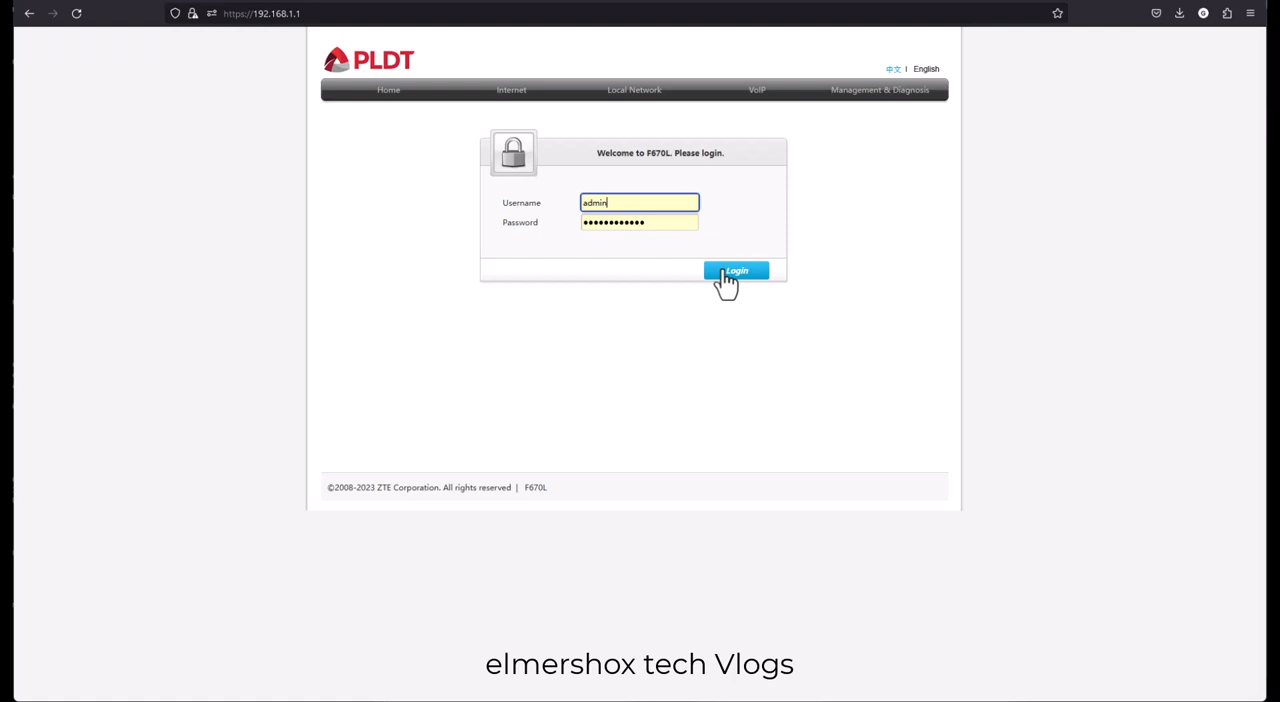 https://192.168.1.1
PLDT
中文 | English
Home Internet Local Network VoIP Management & Diagnosis
Welcome to F670L. Please login.
Username admin
Password ••••••••••••
Login
©2008-2023 ZTE Corporation. All rights reserved | F670L
elmershox tech Vlogs